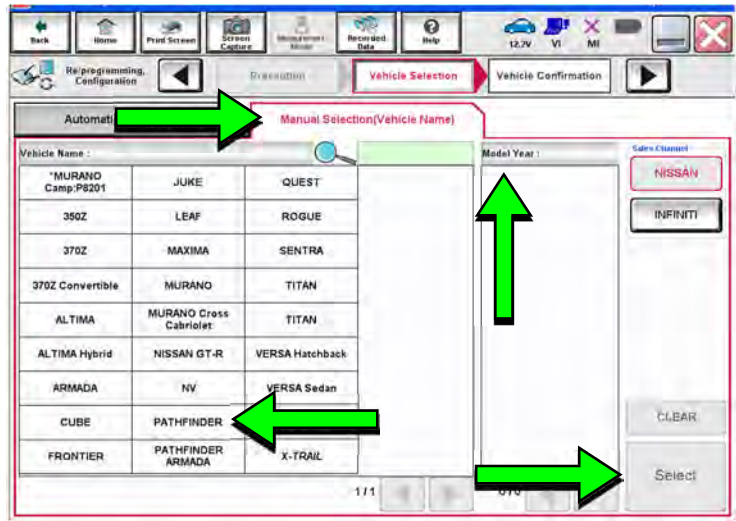 Back
Home
Print Screen
Screen
Capture
Measurement
Mode
Recorded
Data
Help
12.7V
VI
MI
Re/programming,
Configuration
Precaution
Vehicle Selection
Vehicle Confirmation
Automati
Manual Selection(Vehicle Name)
Vehicle Name :
Model Year :
Sales Channel
*MURANO
Camp:P8201
JUKE
QUEST
NISSAN
350Z
LEAF
ROGUE
INFINITI
370Z
MAXIMA
SENTRA
370Z Convertible
MURANO
TITAN
ALTIMA
MURANO Cross
Cabriolet
TITAN
ALTIMA Hybrid
NISSAN GT-R
VERSA Hatchback
ARMADA
NV
VERSA Sedan
CUBE
PATHFINDER
CLEAR
FRONTIER
PATHFINDER
ARMADA
X-TRAIL
Select
1/1
0/0